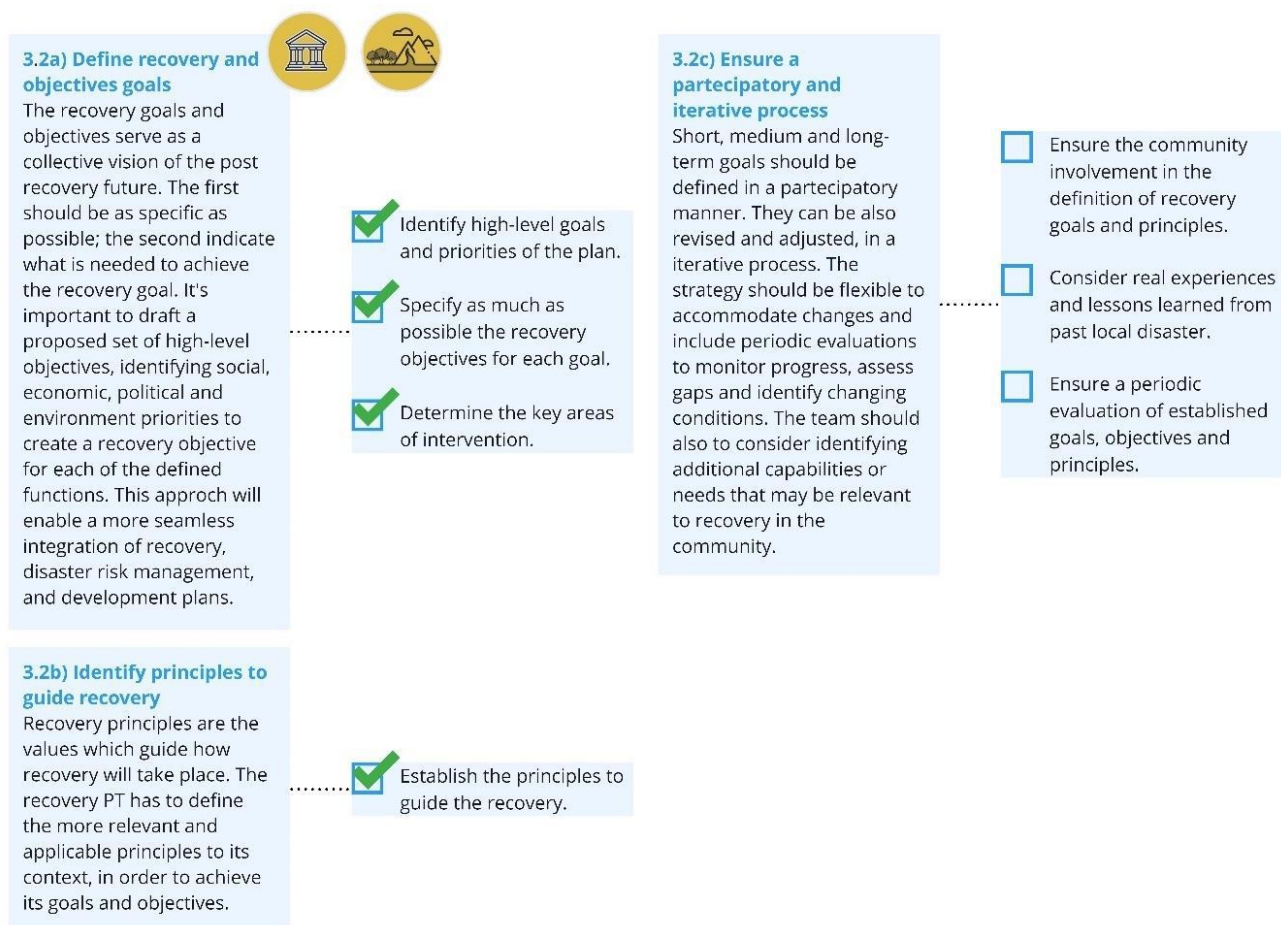 3.2a) Define recovery and
objectives goals
The recovery goals and
objectives serve as a
collective vision of the post
recovery future. The first
should be as specific as
possible; the second indicate
what is needed to achieve
the recovery goal. It's
important to draft a
proposed set of high-level
objectives, identifying social,
economic, political and
environment priorities to
create a recovery objective
for each of the defined
functions. This approch will
enable a more seamless
integration of recovery,
disaster risk management,
and development plans.
Identify high-level goals
and priorities of the plan.
Specify as much as
possible the recovery
objectives for each goal.
Determine the key areas
of intervention.
3.2b) Identify principles to
guide recovery
Recovery principles are the
values which guide how
recovery will take place. The
recovery PT has to define
the more relevant and
applicable principles to its
context, in order to achieve
its goals and objectives.
Establish the principles to
guide the recovery.
3.2c) Ensure a
partecipatory and
iterative process
Short, medium and long-
term goals should be
defined in a partecipatory
manner. They can be also
revised and adjusted, in a
iterative process. The
strategy should be flexible to
accommodate changes and
include periodic evaluations
to monitor progress, assess
gaps and identify changing
conditions. The team should
also to consider identifying
additional capabilities or
needs that may be relevant
to recovery in the
community.
Ensure the community
involvement in the
definition of recovery
goals and principles.
Consider real experiences
and lessons learned from
past local disaster.
Ensure a periodic
evaluation of established
goals, objectives and
principles.